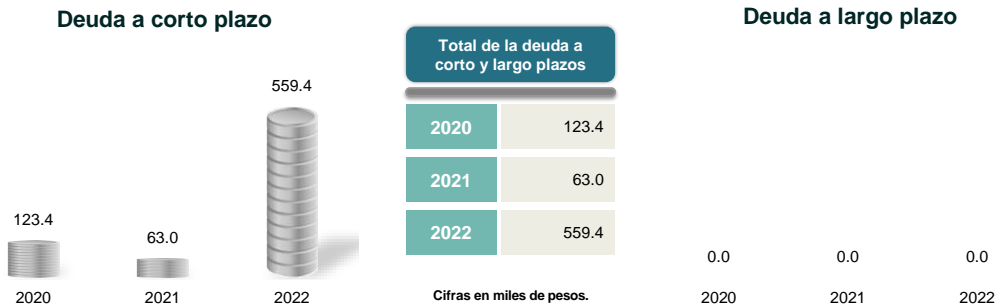 Deuda a corto plazo
559.4
123.4
63.0
2020 2021 2022
Total de la deuda a
corto y largo plazos
2020 123.4
2021 63.0
2022 559.4
Cifras en miles de pesos.
Deuda a largo plazo
0.0 0.0 0.0
2020 2021 2022